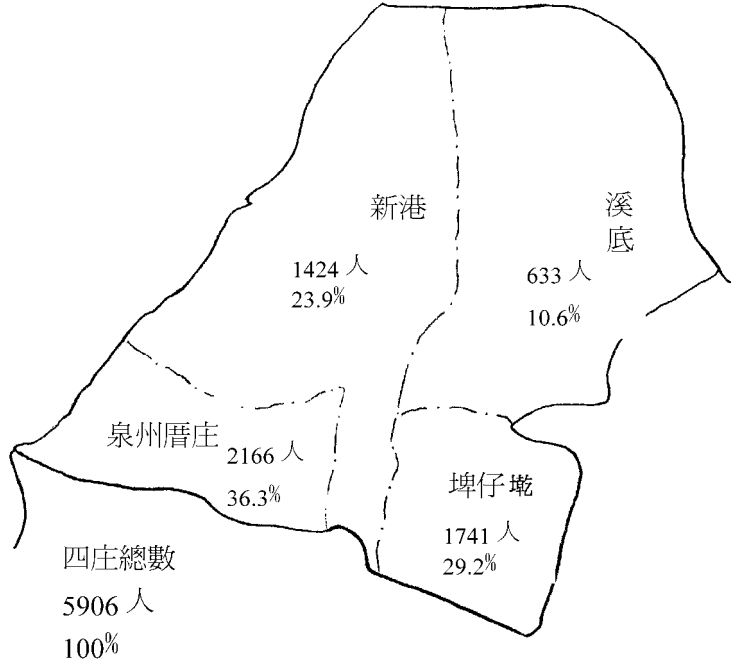 新港
1424 人
23.9%
溪底
633 人
10.6%
泉州厝庄
2166 人
36.3%
埤仔墘
1741 人
29.2%
四庄總數
5906 人
100%